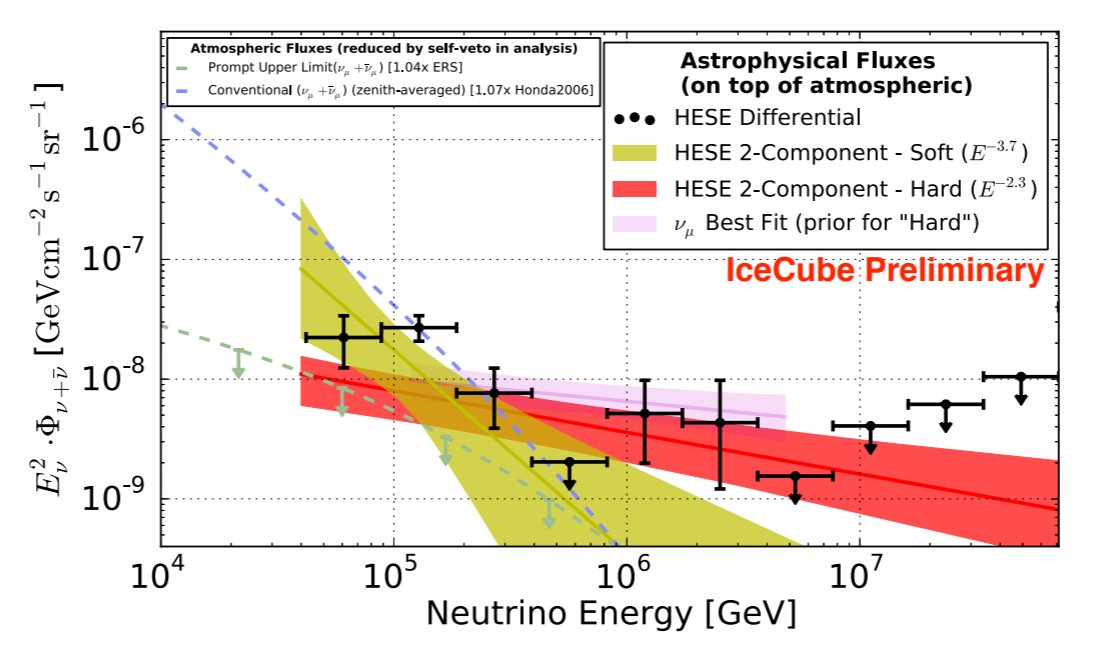 Atmospheric Fluxes (reduced by self-veto in analysis)
Prompt Upper Limit(ν_μ + ν̄_μ) [1.04x ERS]
Conventional (ν_μ + ν̄_μ) (zenith-averaged) [1.07x Honda2006]
Astrophysical Fluxes
(on top of atmospheric)
HESE Differential
HESE 2-Component - Soft (E^−3.7)
HESE 2-Component - Hard (E^−2.3)
ν_μ Best Fit (prior for "Hard")
IceCube Preliminary
E_ν^2 · Φ_ν+ν̄ [GeVcm^−2 s^−1 sr^−1]
10^−6
10^−7
10^−8
10^−9
10^4 10^5 10^6 10^7
Neutrino Energy [GeV]